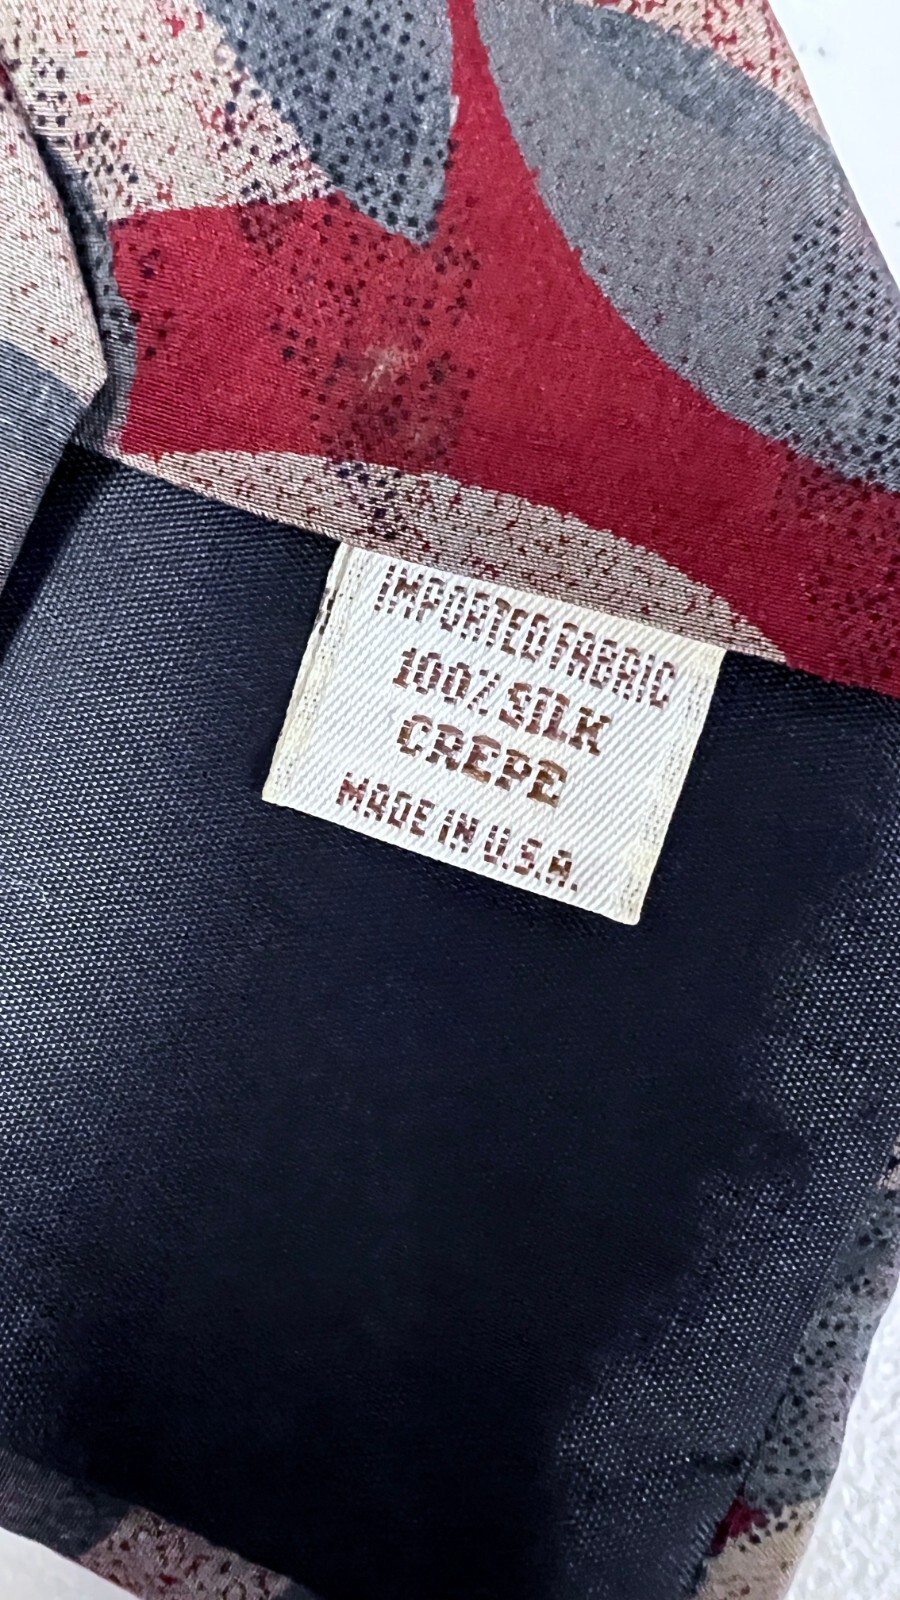 IMPORTED FABRIC
100% SILK
CREPE
MADE IN U.S.A.